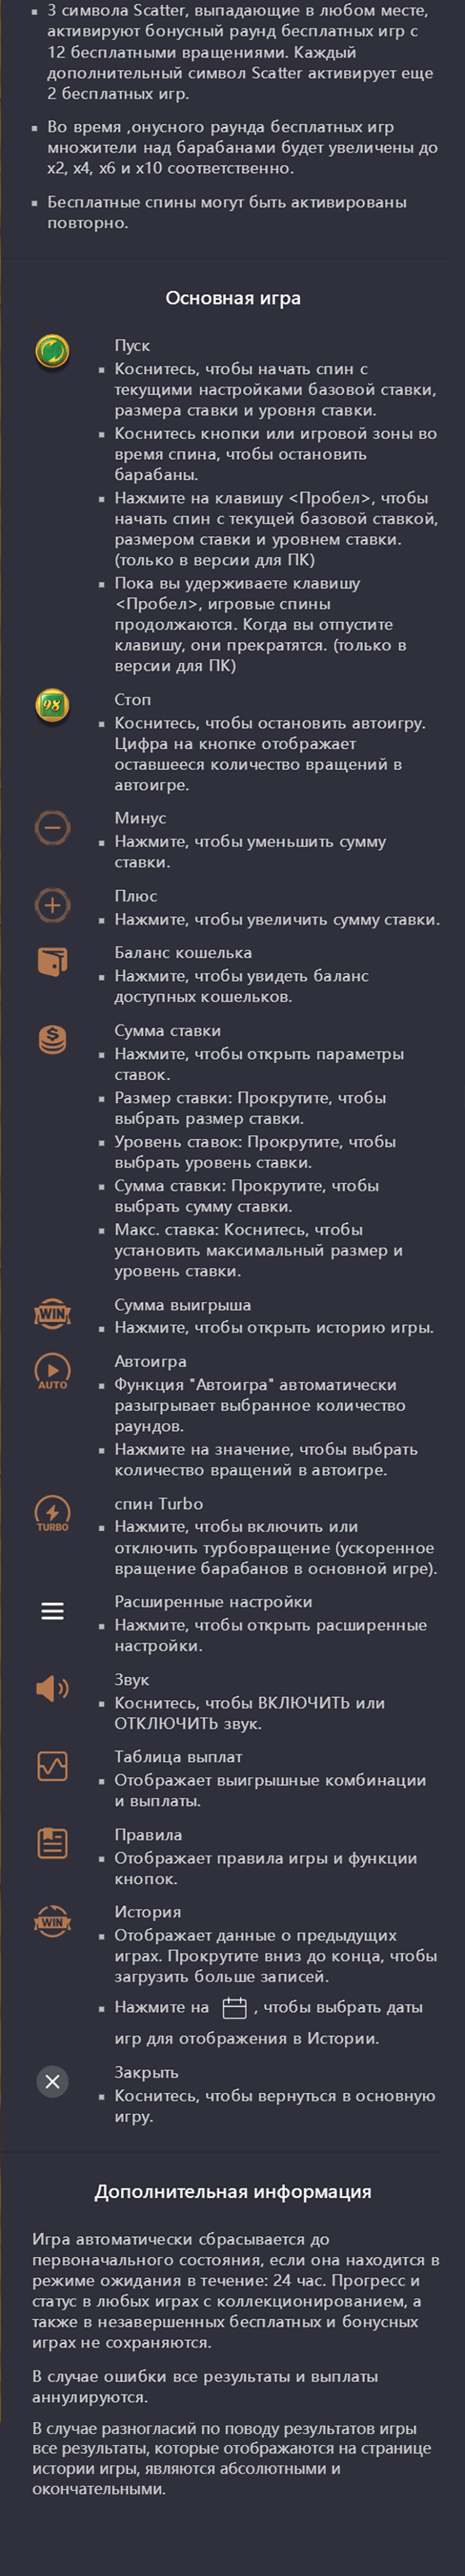 3 символа Scatter, выпадающие в любом месте,
активируют бонусный раунд бесплатных игр с
12 бесплатными вращениями. Каждый
дополнительный символ Scatter активирует еще
2 бесплатных игр.
Во время ,онусного раунда бесплатных игр
множители над барабанами будет увеличены до
x2, x4, x6 и x10 соответственно.
Бесплатные спины могут быть активированы
повторно.
Основная игра
Пуск
Коснитесь, чтобы начать спин с
текущими настройками базовой ставки,
размера ставки и уровня ставки.
Коснитесь кнопки или игровой зоны во
время спина, чтобы остановить
барабаны.
Нажмите на клавишу <Пробел>, чтобы
начать спин с текущей базовой ставкой,
размером ставки и уровнем ставки.
(только в версии для ПК)
Пока вы удерживаете клавишу
<Пробел>, игровые спины
продолжаются. Когда вы отпустите
клавишу, они прекратятся. (только в
версии для ПК)
98
Стоп
Коснитесь, чтобы остановить автоигру.
Цифра на кнопке отображает
оставшееся количество вращений в
автоигре.
Минус
Нажмите, чтобы уменьшить сумму
ставки.
Плюс
Нажмите, чтобы увеличить сумму ставки.
Баланс кошелька
Нажмите, чтобы увидеть баланс
доступных кошельков.
Сумма ставки
Нажмите, чтобы открыть параметры
ставок.
Размер ставки: Прокрутите, чтобы
выбрать размер ставки.
Уровень ставок: Прокрутите, чтобы
выбрать уровень ставки.
Сумма ставки: Прокрутите, чтобы
выбрать сумму ставки.
Макс. ставка: Коснитесь, чтобы
установить максимальный размер и
уровень ставки.
WIN
Сумма выигрыша
Нажмите, чтобы открыть историю игры.
AUTO
Автоигра
Функция "Автоигра" автоматически
разыгрывает выбранное количество
раундов.
Нажмите на значение, чтобы выбрать
количество вращений в автоигре.
TURBO
спин Turbo
Нажмите, чтобы включить или
отключить турбовращение (ускоренное
вращение барабанов в основной игре).
Расширенные настройки
Нажмите, чтобы открыть расширенные
настройки.
Звук
Коснитесь, чтобы ВКЛЮЧИТЬ или
ОТКЛЮЧИТЬ звук.
Таблица выплат
Отображает выигрышные комбинации
и выплаты.
Правила
Отображает правила игры и функции
кнопок.
WIN
История
Отображает данные о предыдущих
играх. Прокрутите вниз до конца, чтобы
загрузить больше записей.
Нажмите на , чтобы выбрать даты
игр для отображения в Истории.
Закрыть
Коснитесь, чтобы вернуться в основную
игру.
Дополнительная информация
Игра автоматически сбрасывается до
первоначального состояния, если она находится в
режиме ожидания в течение: 24 час. Прогресс и
статус в любых играх с коллекционированием, а
также в незавершенных бесплатных и бонусных
играх не сохраняются.
В случае ошибки все результаты и выплаты
аннулируются.
В случае разногласий по поводу результатов игры
все результаты, которые отображаются на странице
истории игры, являются абсолютными и
окончательными.